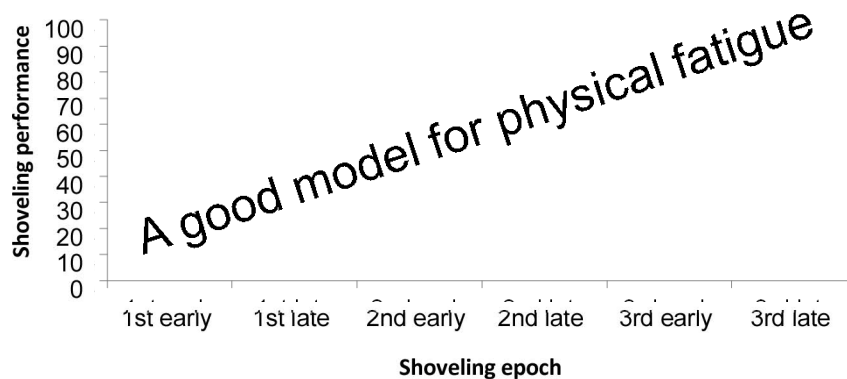 Shoveling performance
100
90
80
70
60
50
40
30
20
10
0
A good model for physical fatigue
1st early 1st late 2nd early 2nd late 3rd early 3rd late
Shoveling epoch